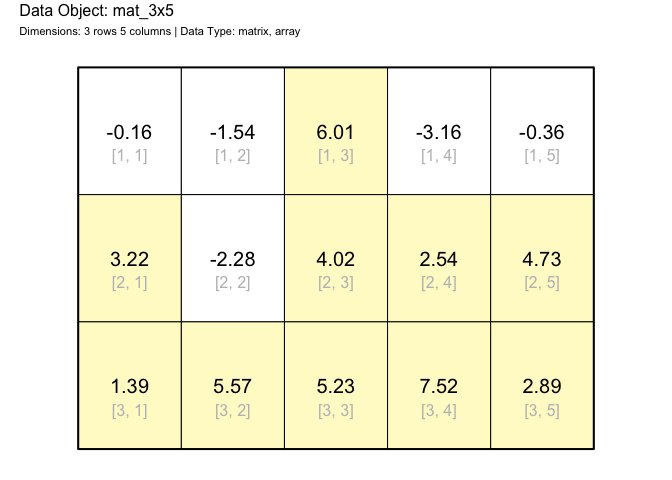 Data Object: mat_3x5
Dimensions: 3 rows 5 columns | Data Type: matrix, array
-0.16 -1.54 6.01 -3.16 -0.36
[1, 1] [1, 2] [1, 3] [1, 4] [1, 5]
3.22 -2.28 4.02 2.54 4.73
[2, 1] [2, 2] [2, 3] [2, 4] [2, 5]
1.39 5.57 5.23 7.52 2.89
[3, 1] [3, 2] [3, 3] [3, 4] [3, 5]